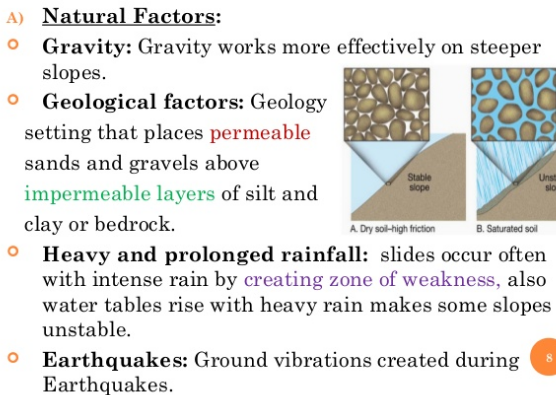 A) Natural Factors:
Gravity: Gravity works more effectively on steeper
slopes.
Geological factors: Geology
setting that places permeable
sands and gravels above
impermeable layers of silt and
clay or bedrock.
Stable
slope
A. Dry soil–high friction
Unst
slo
B. Saturated soil
Heavy and prolonged rainfall: slides occur often
with intense rain by creating zone of weakness, also
water tables rise with heavy rain makes some slopes
unstable.
Earthquakes: Ground vibrations created during
Earthquakes.
8